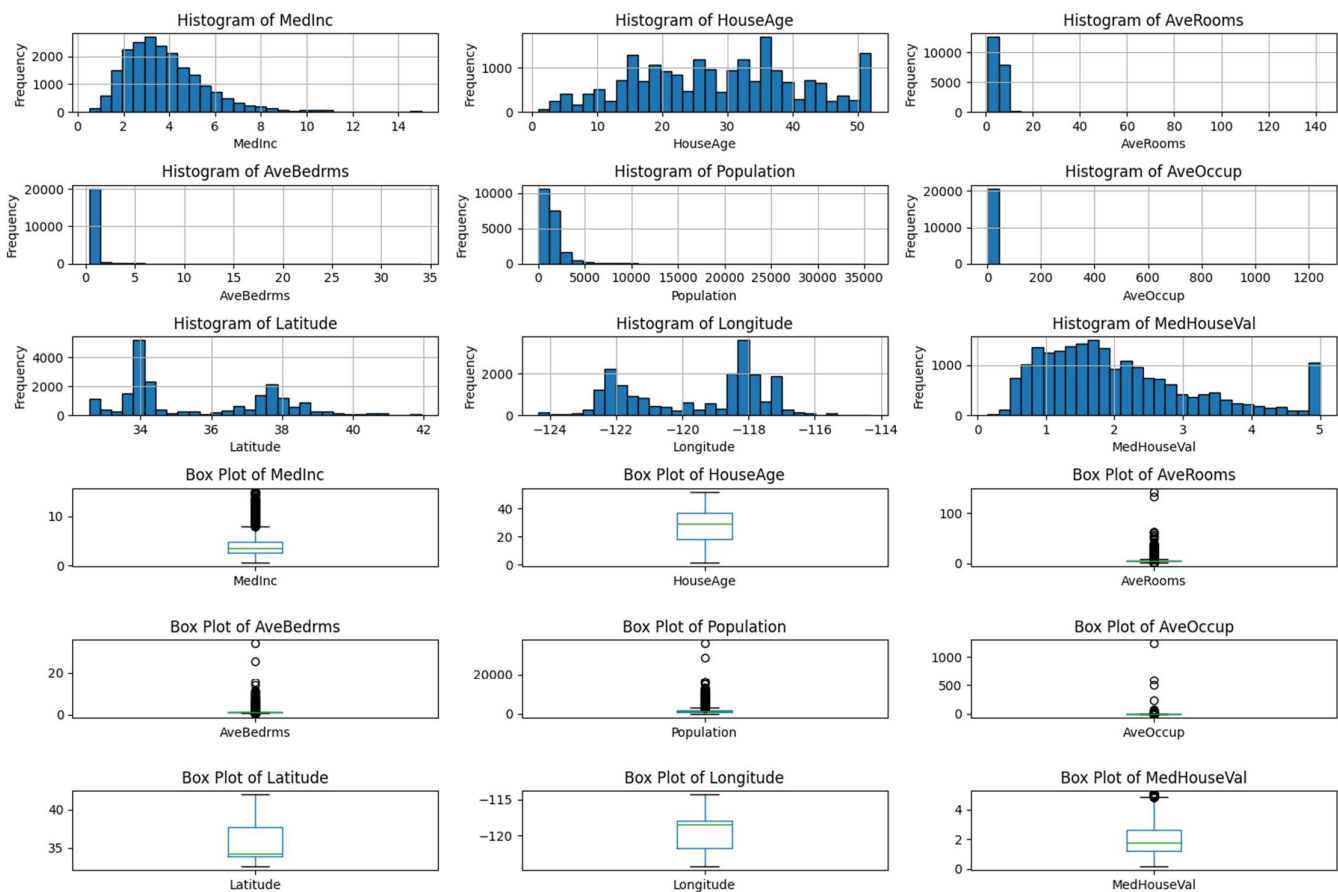 Histogram of MedInc
Histogram of HouseAge
Histogram of AveRooms
Frequency
2000
1000
0
0 2 4 6 8 10 12 14
MedInc
Frequency
1000
0
0 10 20 30 40 50
HouseAge
Frequency
10000
5000
0
0 20 40 60 80 100 120 140
AveRooms
Histogram of AveBedrms
Histogram of Population
Histogram of AveOccup
Frequency
20000
10000
0
0 5 10 15 20 25 30 35
AveBedrms
Frequency
10000
5000
0
0 5000 10000 15000 20000 25000 30000 35000
Population
Frequency
20000
10000
0
0 200 400 600 800 1000 1200
AveOccup
Histogram of Latitude
Histogram of Longitude
Histogram of MedHouseVal
Frequency
4000
2000
0
34 36 38 40 42
Latitude
Frequency
2000
0
−124 −122 −120 −118 −116 −114
Longitude
Frequency
1000
0
0 1 2 3 4 5
MedHouseVal
Box Plot of MedInc
Box Plot of HouseAge
Box Plot of AveRooms
10
0
MedInc
40
20
0
HouseAge
100
0
AveRooms
Box Plot of AveBedrms
Box Plot of Population
Box Plot of AveOccup
20
0
AveBedrms
20000
0
Population
1000
500
0
AveOccup
Box Plot of Latitude
Box Plot of Longitude
Box Plot of MedHouseVal
40
35
Latitude
−115
−120
Longitude
4
2
0
MedHouseVal